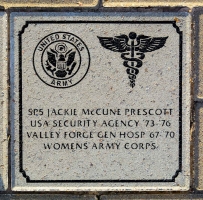 UNITED STATES
ARMY
SP5 JACKIE McCUNE PRESCOTT
USA SECURITY AGENCY 73-76
VALLEY FORGE GEN HOSP 67-70
WOMENS ARMY CORPS